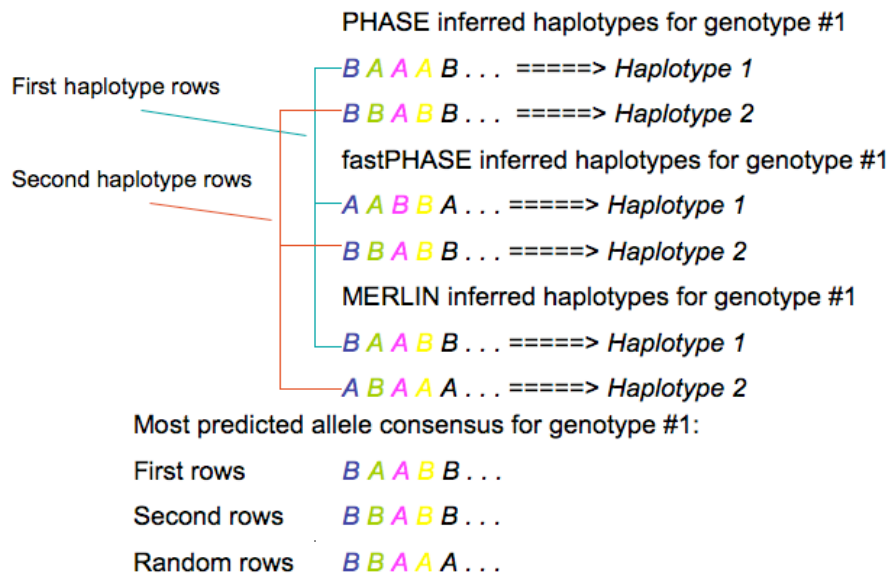 PHASE inferred haplotypes for genotype #1
B A A A B . . . =====> Haplotype 1
First haplotype rows
B B A B B . . . =====> Haplotype 2
fastPHASE inferred haplotypes for genotype #1
Second haplotype rows
A A B B A . . . =====> Haplotype 1
B B A B B . . . =====> Haplotype 2
MERLIN inferred haplotypes for genotype #1
B A A B B . . . =====> Haplotype 1
A B A A A . . . =====> Haplotype 2
Most predicted allele consensus for genotype #1:
First rows B A A B B . . .
Second rows B B A B B . . .
Random rows B B A A A . . .